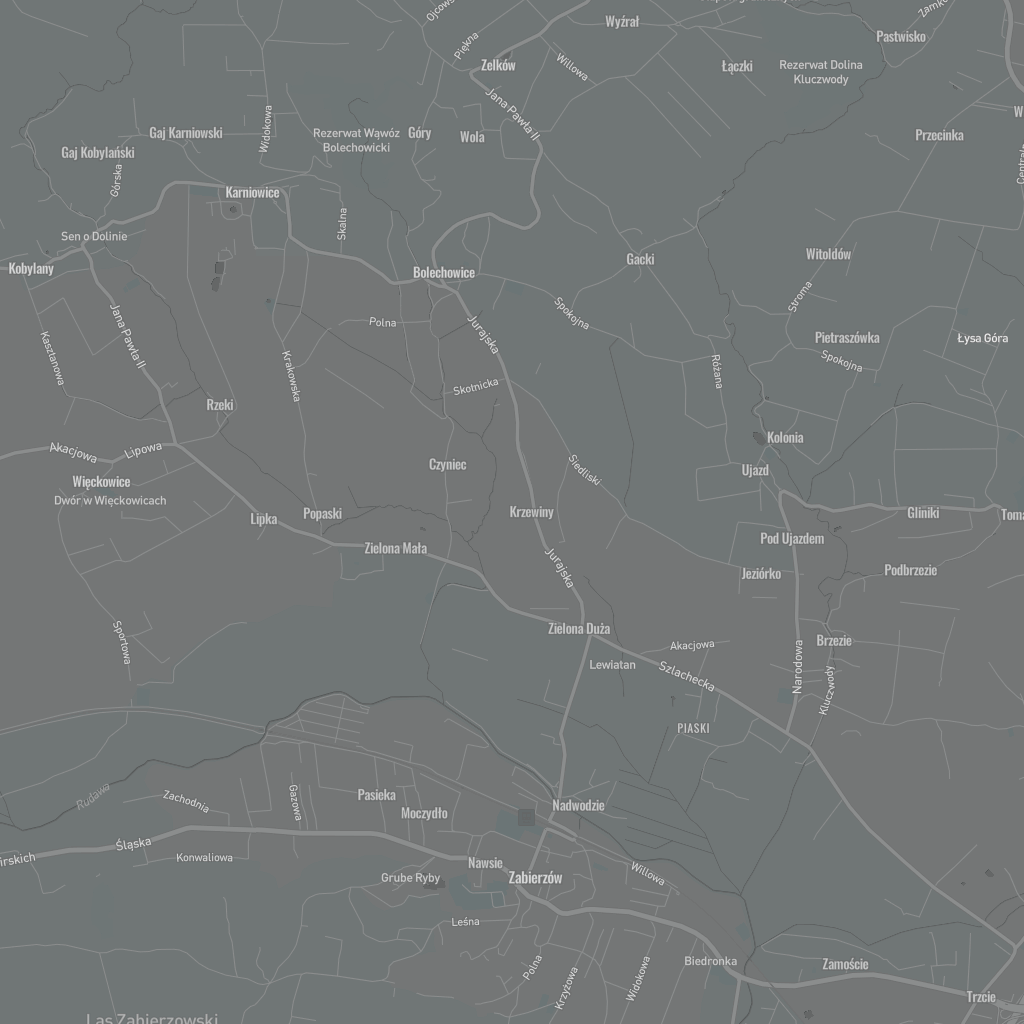 Piękna
Wyźrał
Pastwisko
Zelków
Willowa
Łączki
Rezerwat Dolina
Kluczwody
Jana Pawła II
Gaj Karniowski
Widokowa
Rezerwat Wąwóz
Bolechowicki
Góry
Wola
Przecinka
Gaj Kobylański
Górska
Karniowice
Skalna
Sen o Dolinie
Gacki
Witołdów
Kobylany
Bolechowice
Stroma
Spokojna
Jana Pawła II
Polna
Jurajska
Pietraszówka
Łysa Góra
Kasztanowa
Krakowska
Spokojna
Różana
Skotnicka
Rzeki
Kolonia
Akacjowa
Lipowa
Czyniec
Siedliski
Ujazd
Więckowice
Dwór w Więckowicach
Lipka
Popaski
Krzewiny
Gliniki
Pod Ujazdem
Zielona Mała
Jurajska
Jeziórko
Podbrzezie
Sportowa
Zielona Duża
Akacjowa
Brzezie
Lewiatan
Szlachecka
Narodowa
Kluczwody
PIASKI
Rudawa
Zachodnia
Gazowa
Pasieka
Moczydło
Nadwodzie
Śląska
Konwaliowa
Nawsie
Zabierzów
Willowa
Grube Ryby
Leśna
Polna
Krzyżowa
Widokowa
Biedronka
Zamoście
Trzcie
Las Zabierzowski